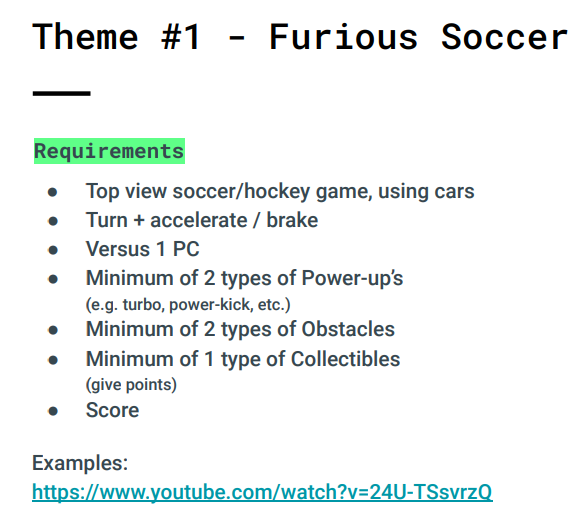 Theme #1 - Furious Soccer
Requirements
● Top view soccer/hockey game, using cars
● Turn + accelerate / brake
● Versus 1 PC
● Minimum of 2 types of Power-up’s
(e.g. turbo, power-kick, etc.)
● Minimum of 2 types of Obstacles
● Minimum of 1 type of Collectibles
(give points)
● Score
Examples:
https://www.youtube.com/watch?v=24U-TSsvrzQ